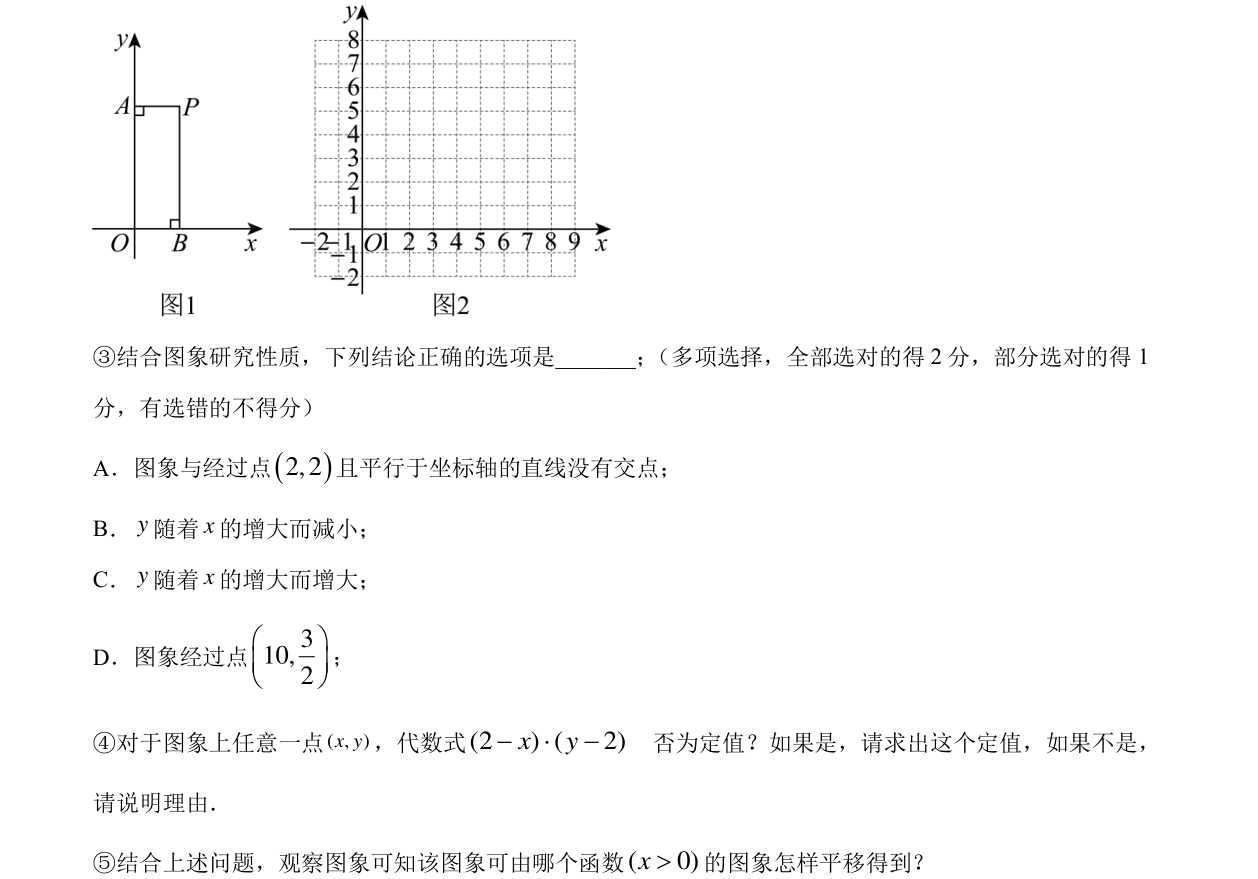 y
A
P
O
B
x
图1
y
8
7
6
5
4
3
2
1
−2 −1 O 1 2 3 4 5 6 7 8 9 x
−1
−2
图2
③结合图象研究性质，下列结论正确的选项是_______;（多项选择，全部选对的得 2 分，部分选对的得 1
分，有选错的不得分）
A．图象与经过点(2,2)且平行于坐标轴的直线没有交点；
B． y 随着 x 的增大而减小；
C． y 随着 x 的增大而增大；
D．图象经过点(10, 3/2)；
④对于图象上任意一点(x, y)，代数式(2−x)·(y−2) 否为定值？如果是，请求出这个定值，如果不是，
请说明理由．
⑤结合上述问题，观察图象可知该图象可由哪个函数(x>0)的图象怎样平移得到？